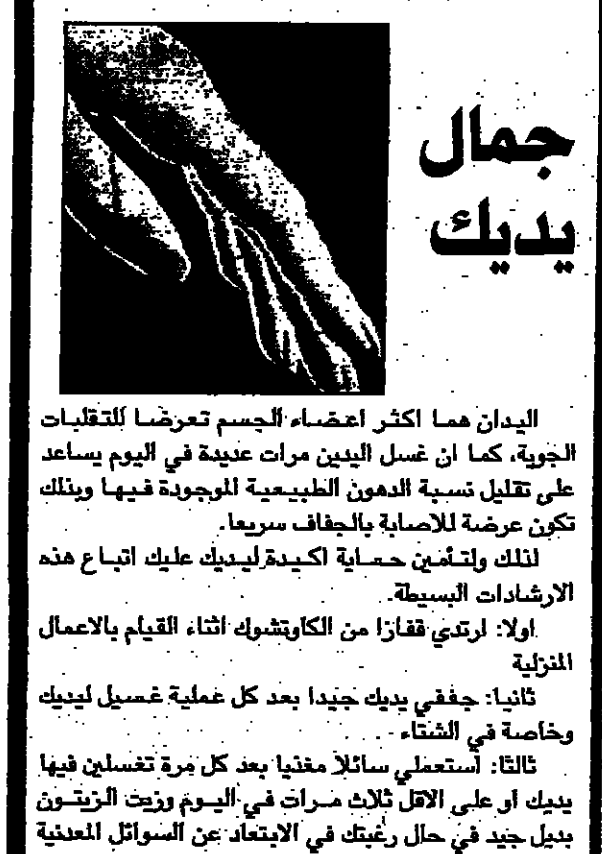 جمال
يديك
اليدان هما اكثر اعضاء الجسم تعرضا للتقلبات
الجوية، كما ان غسل اليدين مرات عديدة في اليوم يساعد
على تقليل نسبة الدهون الطبيعية الموجودة فيها وبذلك
تكون عرضة للاصابة بالجفاف سريعا.
لذلك ولتأمين حماية اكيدة ليديك عليك اتباع هذه
الارشادات البسيطة.
اولا: ارتدي قفازا من الكاوتشوك اثناء القيام بالاعمال
المنزلية
ثانيا: جففي يديك جيدا بعد كل عملية غسيل ليديك
وخاصة في الشتاء.
ثالثا: استعملي سائلا مغذيا بعد كل مرة تغسلين فيها
يديك او على الاقل ثلاث مرات في اليوم وزيت الزيتون
بديل جيد في حال رغبتك في الابتعاد عن السوائل المعدنية